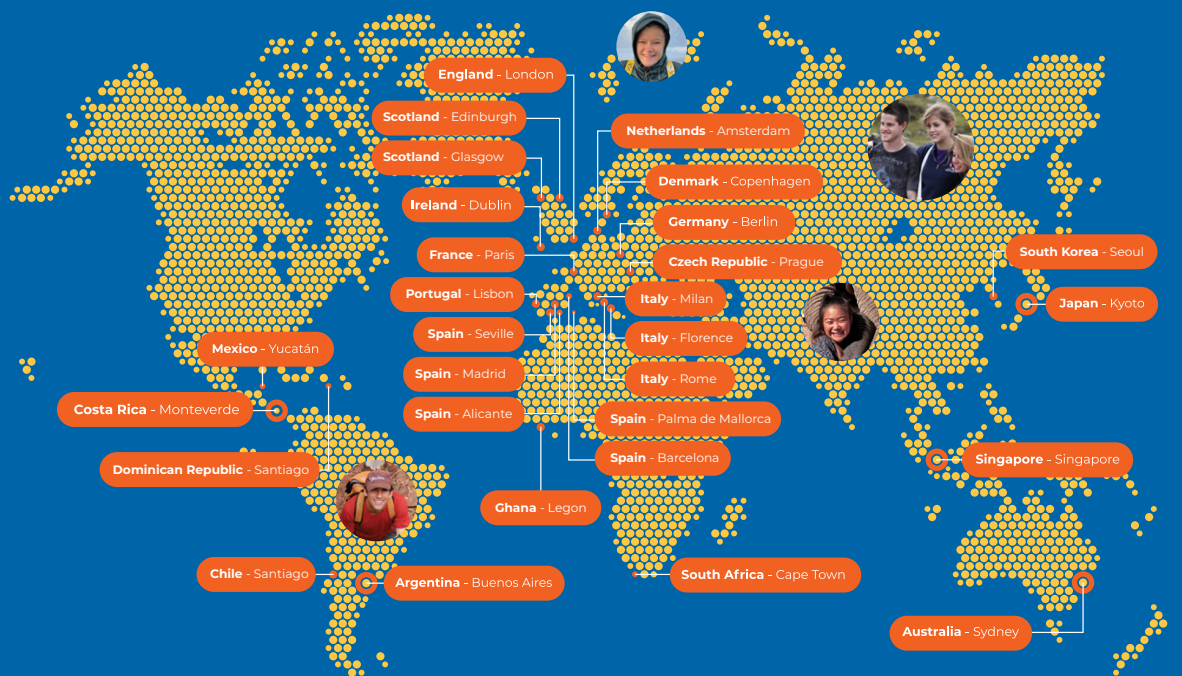 England - London
Scotland - Edinburgh
Netherlands - Amsterdam
Scotland - Glasgow
Denmark - Copenhagen
Ireland - Dublin
Germany - Berlin
France - Paris
South Korea - Seoul
Czech Republic - Prague
Portugal - Lisbon
Italy - Milan
Japan - Kyoto
Spain - Seville
Italy - Florence
Mexico - Yucatán
Spain - Madrid
Italy - Rome
Costa Rica - Monteverde
Spain - Alicante
Spain - Palma de Mallorca
Spain - Barcelona
Singapore - Singapore
Dominican Republic - Santiago
Ghana - Legon
Chile - Santiago
Argentina - Buenos Aires
South Africa - Cape Town
Australia - Sydney